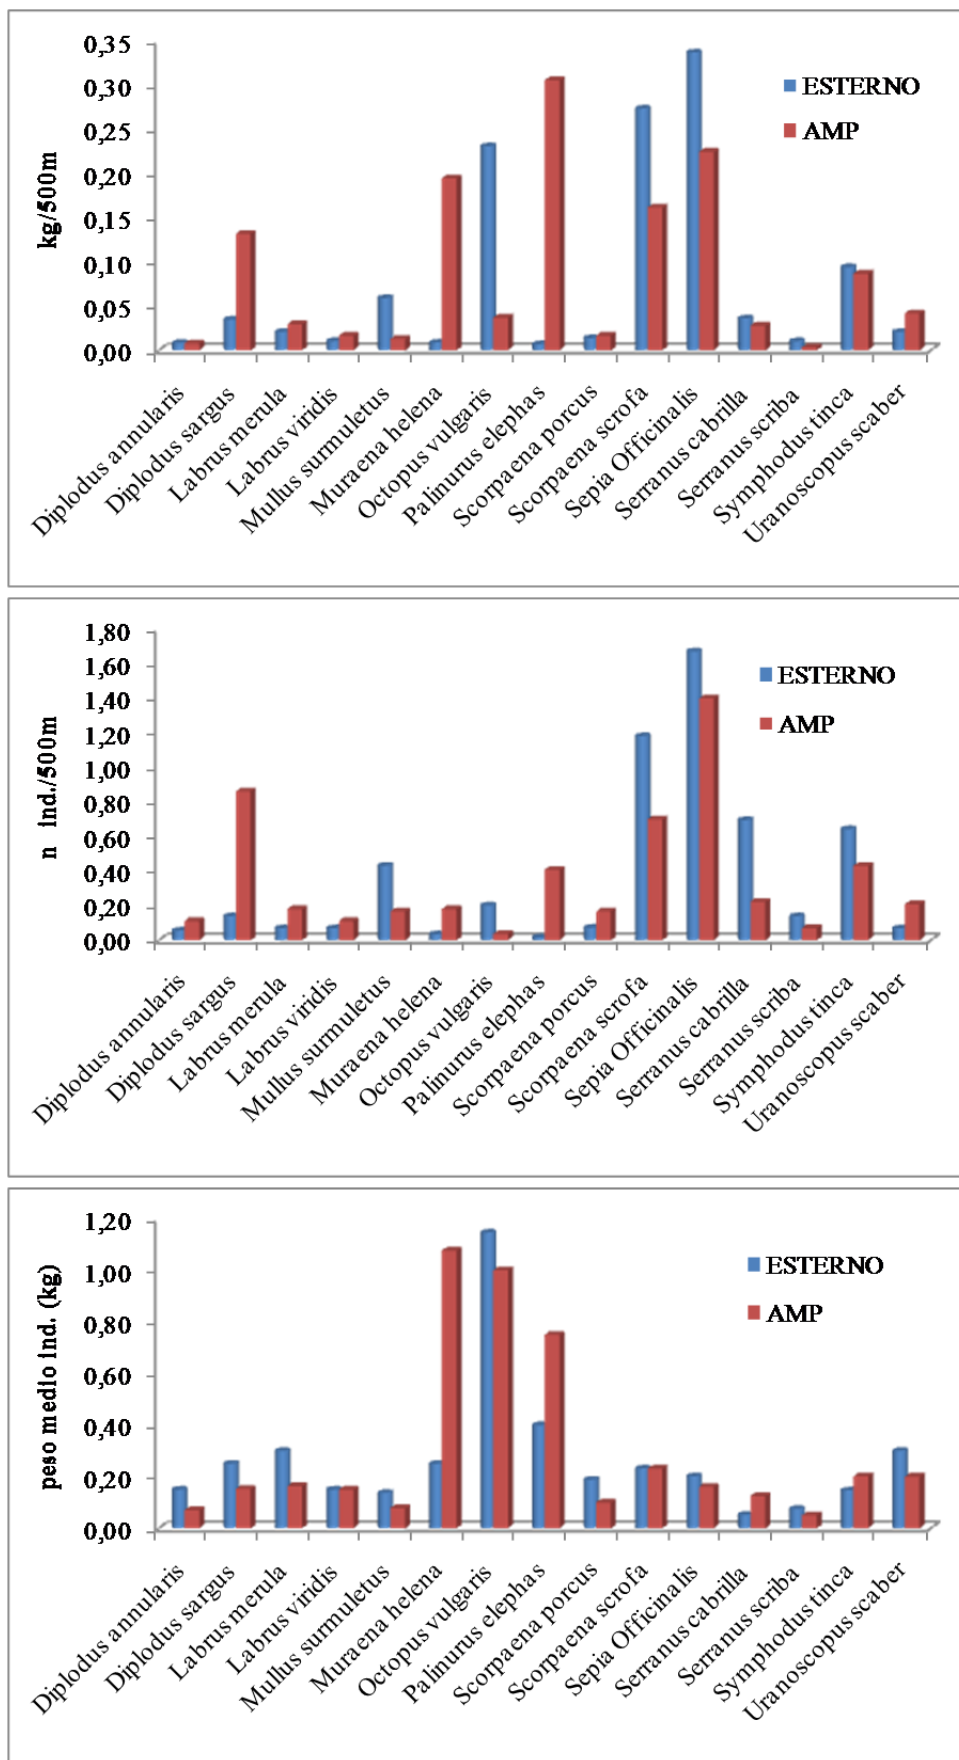 0,35
0,30
0,25
0,20
0,15
0,10
0,05
0,00
kg/500m
ESTERNO
AMP
Diplodus annularis
Diplodus sargus
Labrus merula
Labrus viridis
Mullus surmuletus
Muraena helena
Octopus vulgaris
Palinurus elephas
Scorpaena porcus
Scorpaena scrofa
Sepia Officinalis
Serranus cabrilla
Serranus scriba
Symphodus tinca
Uranoscopus scaber
1,80
1,60
1,40
1,20
1,00
0,80
0,60
0,40
0,20
0,00
n ind./500m
ESTERNO
AMP
Diplodus annularis
Diplodus sargus
Labrus merula
Labrus viridis
Mullus surmuletus
Muraena helena
Octopus vulgaris
Palinurus elephas
Scorpaena porcus
Scorpaena scrofa
Sepia Officinalis
Serranus cabrilla
Serranus scriba
Symphodus tinca
Uranoscopus scaber
1,20
1,00
0,80
0,60
0,40
0,20
0,00
peso medio ind. (kg)
ESTERNO
AMP
Diplodus annularis
Diplodus sargus
Labrus merula
Labrus viridis
Mullus surmuletus
Muraena helena
Octopus vulgaris
Palinurus elephas
Scorpaena porcus
Scorpaena scrofa
Sepia Officinalis
Serranus cabrilla
Serranus scriba
Symphodus tinca
Uranoscopus scaber